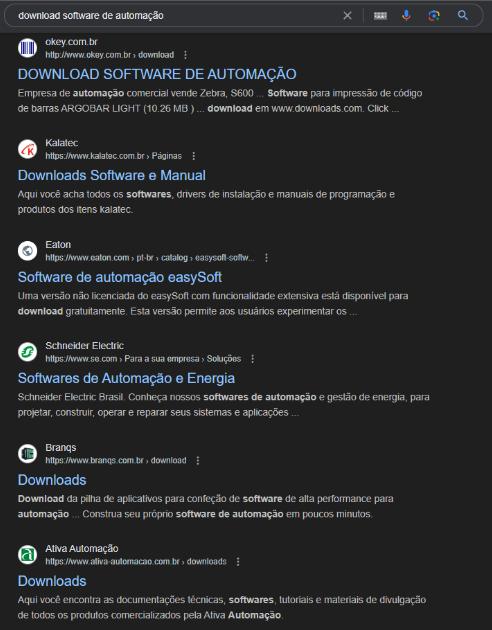 download software de automação
okey.com.br
http://www.okey.com.br › download
DOWNLOAD SOFTWARE DE AUTOMAÇÃO
Empresa de automação comercial vende Zebra, S600 ... Software para impressão de código
de barras ARGOBAR LIGHT (10.26 MB ) ... download em www.downloads.com. Click ...
Kalatec
https://www.kalatec.com.br › Páginas
Downloads Software e Manual
Aqui você acha todos os softwares, drivers de instalação e manuais de programação e
produtos dos itens kalatec.
Eaton
https://www.eaton.com › pt-br › catalog › easysoft-softw...
Software de automação easySoft
Uma versão não licenciada do easySoft com funcionalidade extensiva está disponível para
download gratuitamente. Esta versão permite aos usuários experimentar os ...
Schneider Electric
https://www.se.com › Para a sua empresa › Soluções
Softwares de Automação e Energia
Schneider Electric Brasil. Conheça nossos softwares de automação e gestão de energia, para
projetar, construir, operar e reparar seus sistemas e aplicações ...
Branqs
https://www.branqs.com.br › download
Downloads
Download da pilha de aplicativos para confeção de software de alta performance para
automação ... Construa seu próprio software de automação em poucos minutos.
Ativa Automação
https://www.ativa-automacao.com.br › downloads
Downloads
Aqui você encontra as documentações técnicas, softwares, tutoriais e materiais de divulgação
de todos os produtos comercializados pela Ativa Automação.